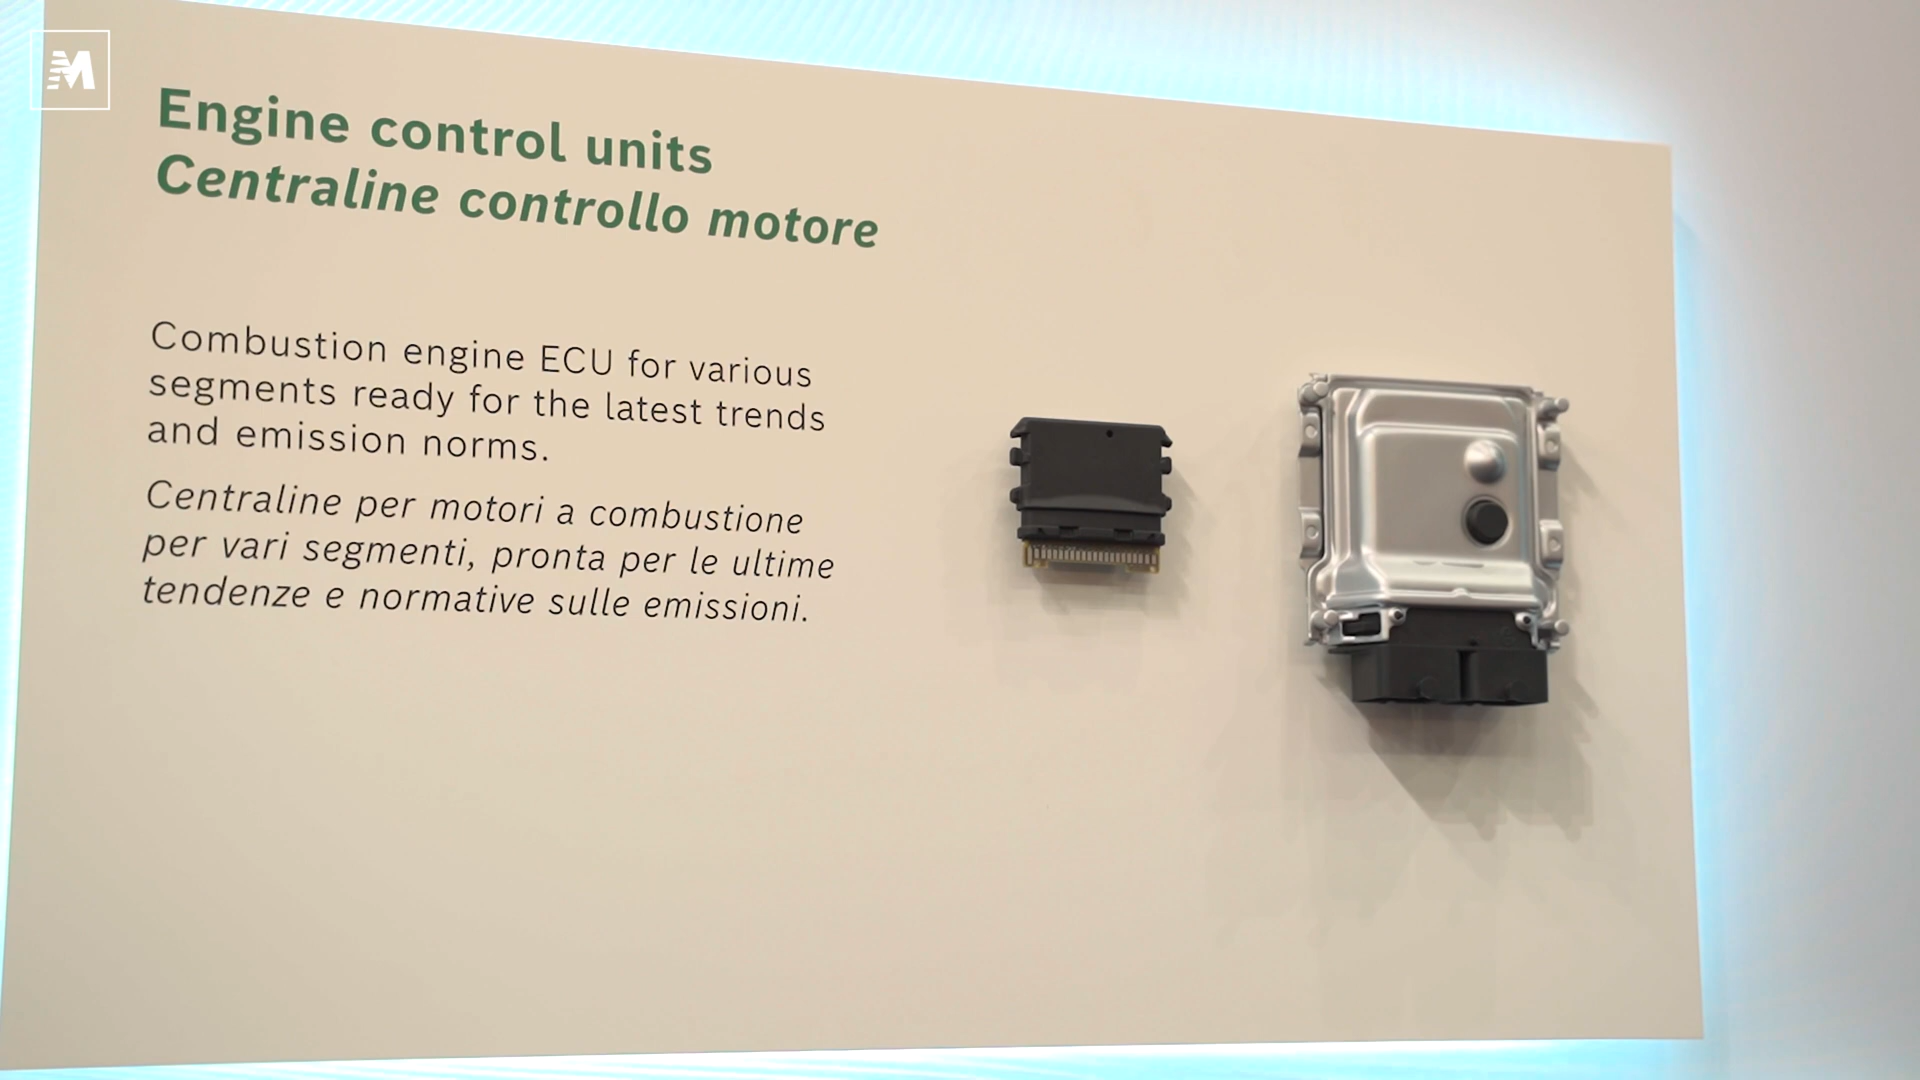 M
Engine control units
Centraline controllo motore
Combustion engine ECU for various
segments ready for the latest trends
and emission norms.
Centraline per motori a combustione
per vari segmenti, pronta per le ultime
tendenze e normative sulle emissioni.